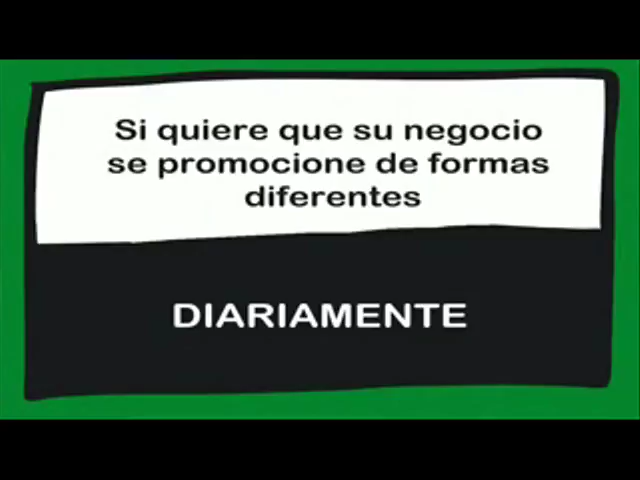 Si quiere que su negocio
se promocione de formas
diferentes
DIARIAMENTE